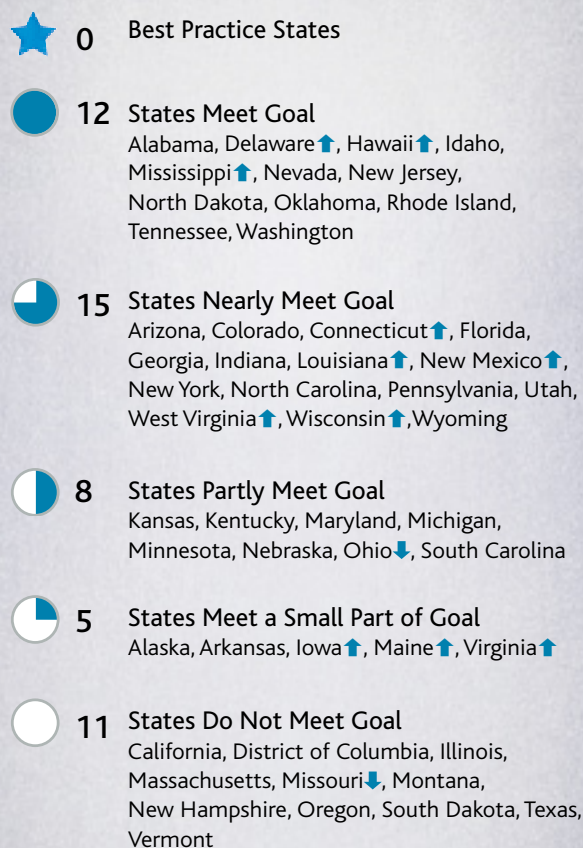 0 Best Practice States
12 States Meet Goal
Alabama, Delaware⬆, Hawaii⬆, Idaho,
Mississippi⬆, Nevada, New Jersey,
North Dakota, Oklahoma, Rhode Island,
Tennessee, Washington
15 States Nearly Meet Goal
Arizona, Colorado, Connecticut⬆, Florida,
Georgia, Indiana, Louisiana⬆, New Mexico⬆,
New York, North Carolina, Pennsylvania, Utah,
West Virginia⬆, Wisconsin⬆,Wyoming
8 States Partly Meet Goal
Kansas, Kentucky, Maryland, Michigan,
Minnesota, Nebraska, Ohio⬇, South Carolina
5 States Meet a Small Part of Goal
Alaska, Arkansas, Iowa⬆, Maine⬆, Virginia⬆
11 States Do Not Meet Goal
California, District of Columbia, Illinois,
Massachusetts, Missouri⬇, Montana,
New Hampshire, Oregon, South Dakota, Texas,
Vermont